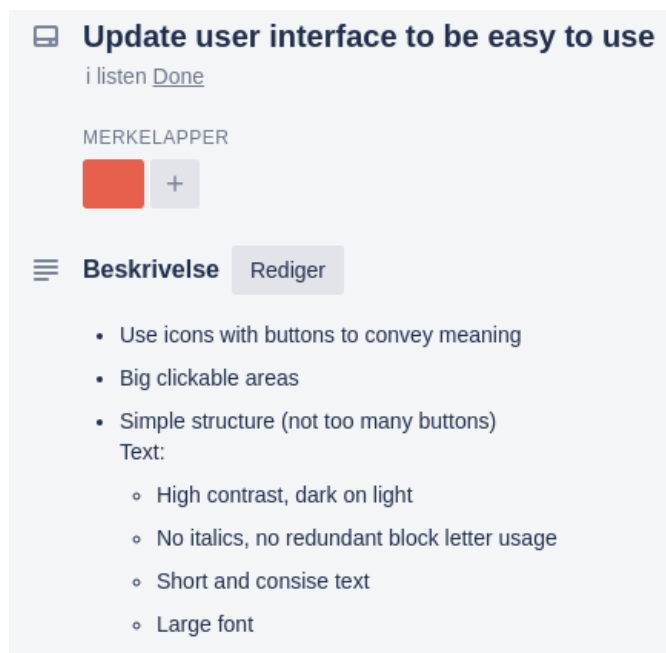 Update user interface to be easy to use
i listen Done
MERKELAPPER
+
Beskrivelse Rediger
• Use icons with buttons to convey meaning
• Big clickable areas
• Simple structure (not too many buttons)
Text:
◦ High contrast, dark on light
◦ No italics, no redundant block letter usage
◦ Short and consise text
◦ Large font